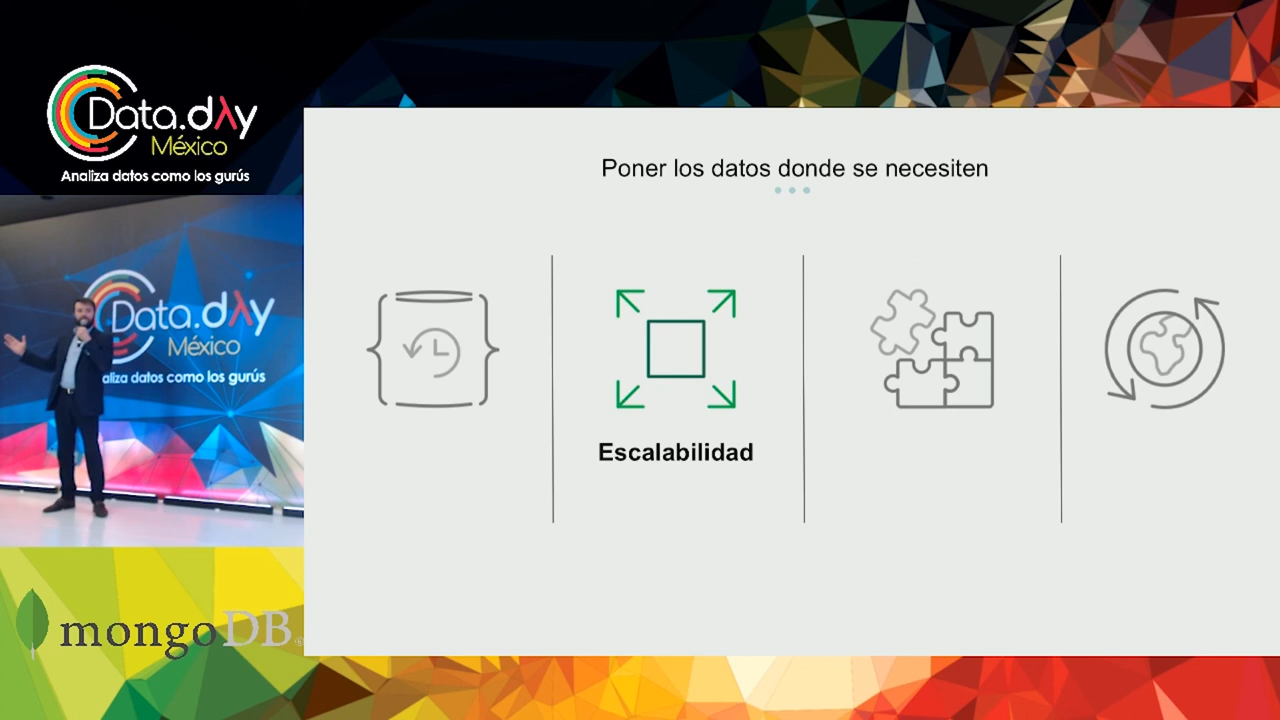 Data.dλy
México
Analiza datos como los gurús
Poner los datos donde se necesiten
Escalabilidad
Data.dλy
México
aliza datos como los gurús
mongoDB